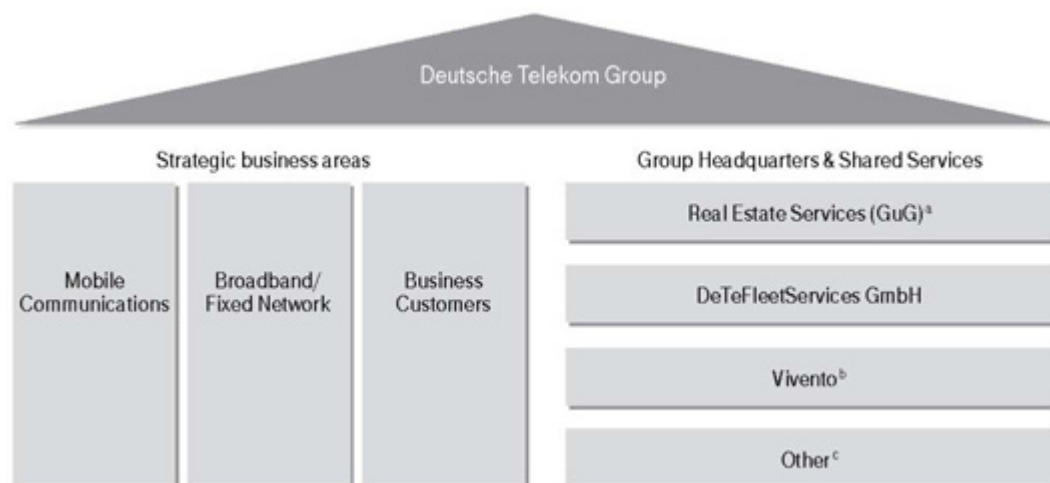 Deutsche Telekom Group
Strategic business areas
Mobile
Communications
Broadband/
Fixed Network
Business
Customers
Group Headquarters & Shared Services
Real Estate Services (GuG)ᵃ
DeTeFleetServices GmbH
Viventoᵇ
Otherᶜ